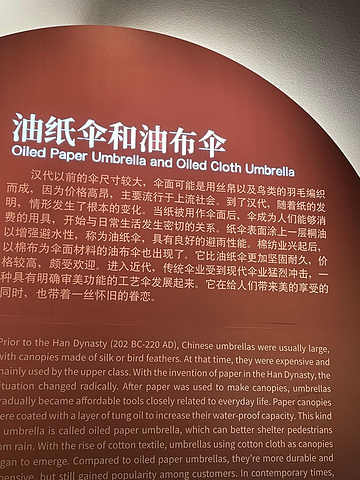 油纸伞和油布伞
Oiled Paper Umbrella and Oiled Cloth Umbrella
汉代以前的伞尺寸较大，伞面可能是用丝帛以及鸟类的羽毛编织
而成，因为价格高昂，主要流行于上流社会。到了汉代，随着纸的发
明，情形发生了根本的变化。当纸被用作伞面后，伞成为人们能够消
费的用具，开始与日常生活发生密切的关系。纸伞表面涂上一层桐油
以增强避水性，称为油纸伞，具有良好的避雨性能。棉纺业兴起后，
以棉布为伞面材料的油布伞也出现了。它比油纸伞更加坚固耐久，价
格较高，颇受欢迎。进入近代，传统伞业受到现代伞业猛烈冲击，一
种具有明确审美功能的工艺伞发展起来。它在给人们带来美的享受的
同时，也带着一丝怀旧的眷恋。
Prior to the Han Dynasty (202 BC-220 AD), Chinese umbrellas were usually large,
with canopies made of silk or bird feathers. At that time, they were expensive and
mainly used by the upper class. With the invention of paper in the Han Dynasty, the
situation changed radically. After paper was used to make canopies, umbrellas
gradually became affordable tools closely related to everyday life. Paper canopies
were coated with a layer of tung oil to increase their water-proof capacity. This kind
umbrella is called oiled paper umbrella, which can better shelter pedestrians
om rain. With the rise of cotton textile, umbrellas using cotton cloth as canopies
gan to emerge. Compared to oiled paper umbrellas, they're more durable and
pensive, but still gained popularity among customers. In contemporary times,